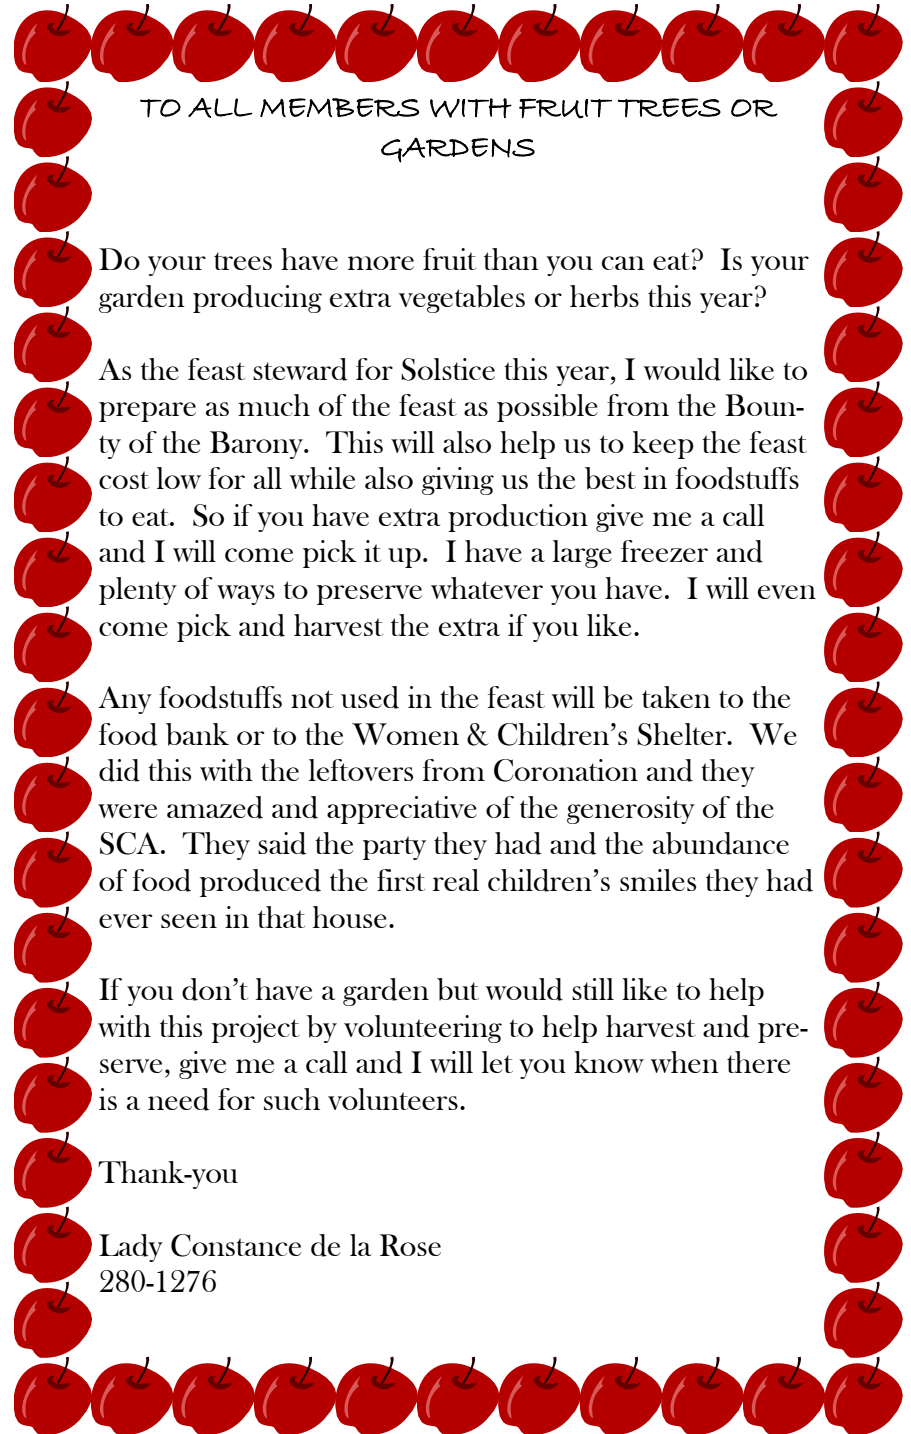 TO ALL MEMBERS WITH FRUIT TREES OR
GARDENS
Do your trees have more fruit than you can eat?  Is your
garden producing extra vegetables or herbs this year?
As the feast steward for Solstice this year, I would like to
prepare as much of the feast as possible from the Boun-
ty of the Barony.  This will also help us to keep the feast
cost low for all while also giving us the best in foodstuffs
to eat.  So if you have extra production give me a call
and I will come pick it up.  I have a large freezer and
plenty of ways to preserve whatever you have.  I will even
come pick and harvest the extra if you like.
Any foodstuffs not used in the feast will be taken to the
food bank or to the Women & Children’s Shelter.  We
did this with the leftovers from Coronation and they
were amazed and appreciative of the generosity of the
SCA.  They said the party they had and the abundance
of food produced the first real children’s smiles they had
ever seen in that house.
If you don’t have a garden but would still like to help
with this project by volunteering to help harvest and pre-
serve, give me a call and I will let you know when there
is a need for such volunteers.
Thank-you
Lady Constance de la Rose
280-1276